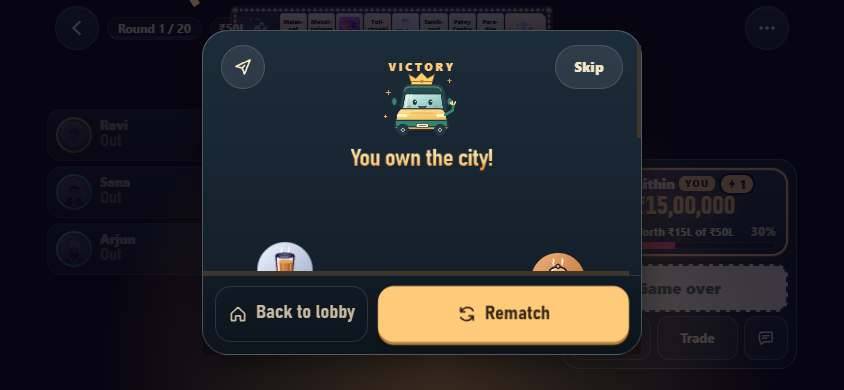 Round 1 / 20
₹50L
VICTORY
Skip
You own the city!
Ravi
Out
Sana
Out
Arjun
Out
ithin YOU 1
₹15,00,000
orth ₹15L of ₹50L 30%
Game over
Trade
Back to lobby
Rematch